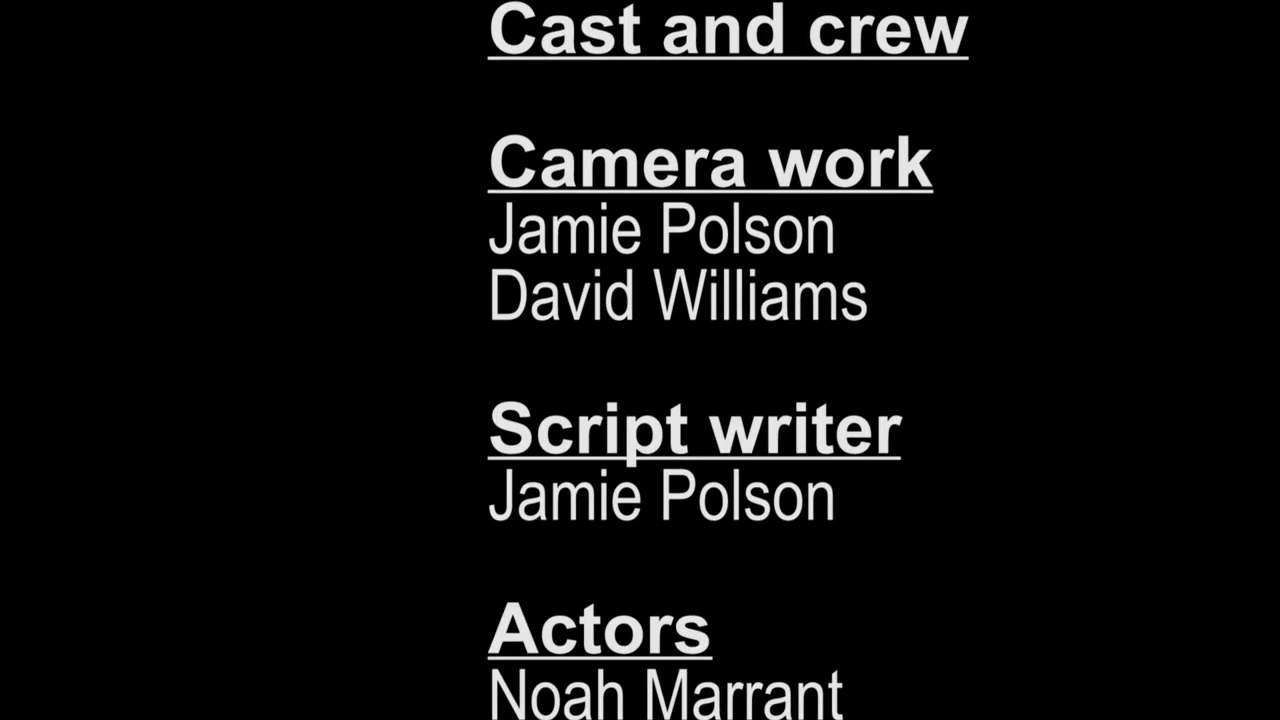 Cast and crew
Camera work
Jamie Polson
David Williams
Script writer
Jamie Polson
Actors
Noah Marrant